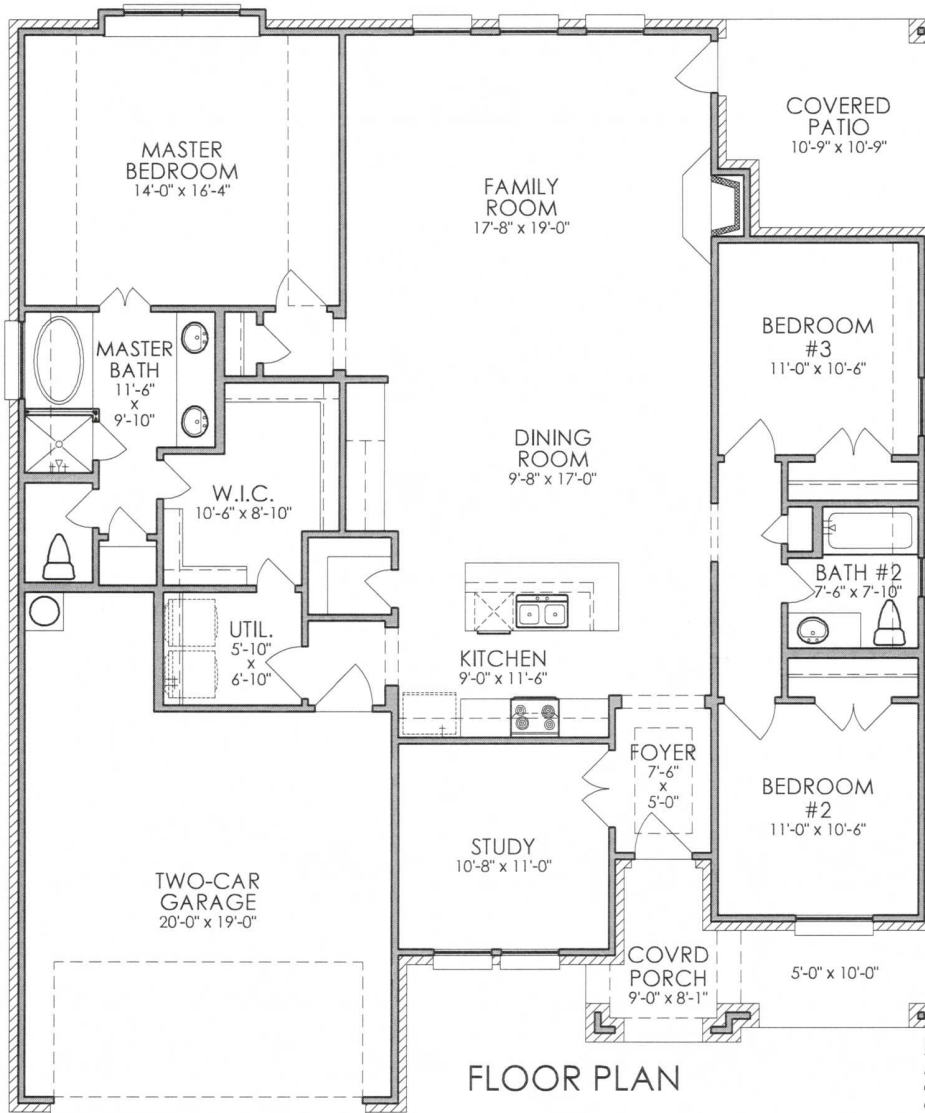 COVERED
PATIO
10'-9" x 10'-9"
MASTER
BEDROOM
14'-0" x 16'-4"
FAMILY
ROOM
17'-8" x 19'-0"
BEDROOM
#3
11'-0" x 10'-6"
MASTER
BATH
11'-6"
x
9'-10"
DINING
ROOM
9'-8" x 17'-0"
W.I.C.
10'-6" x 8'-10"
BATH #2
7'-6" x 7'-10"
UTIL.
5'-10"
x
6'-10"
KITCHEN
9'-0" x 11'-6"
FOYER
7'-6"
x
5'-0"
BEDROOM
#2
11'-0" x 10'-6"
STUDY
10'-8" x 11'-0"
TWO-CAR
GARAGE
20'-0" x 19'-0"
COVRD
PORCH
9'-0" x 8'-1"
5'-0" x 10'-0"
FLOOR PLAN